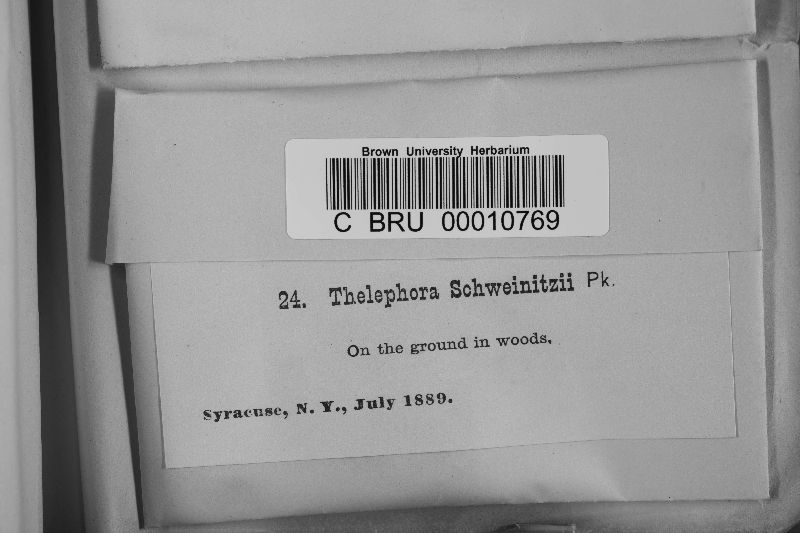 Brown University Herbarium
C BRU 00010769
24. Thelephora Schweinitzii Pk.
On the ground in woods.
Syracuse, N. Y., July 1889.